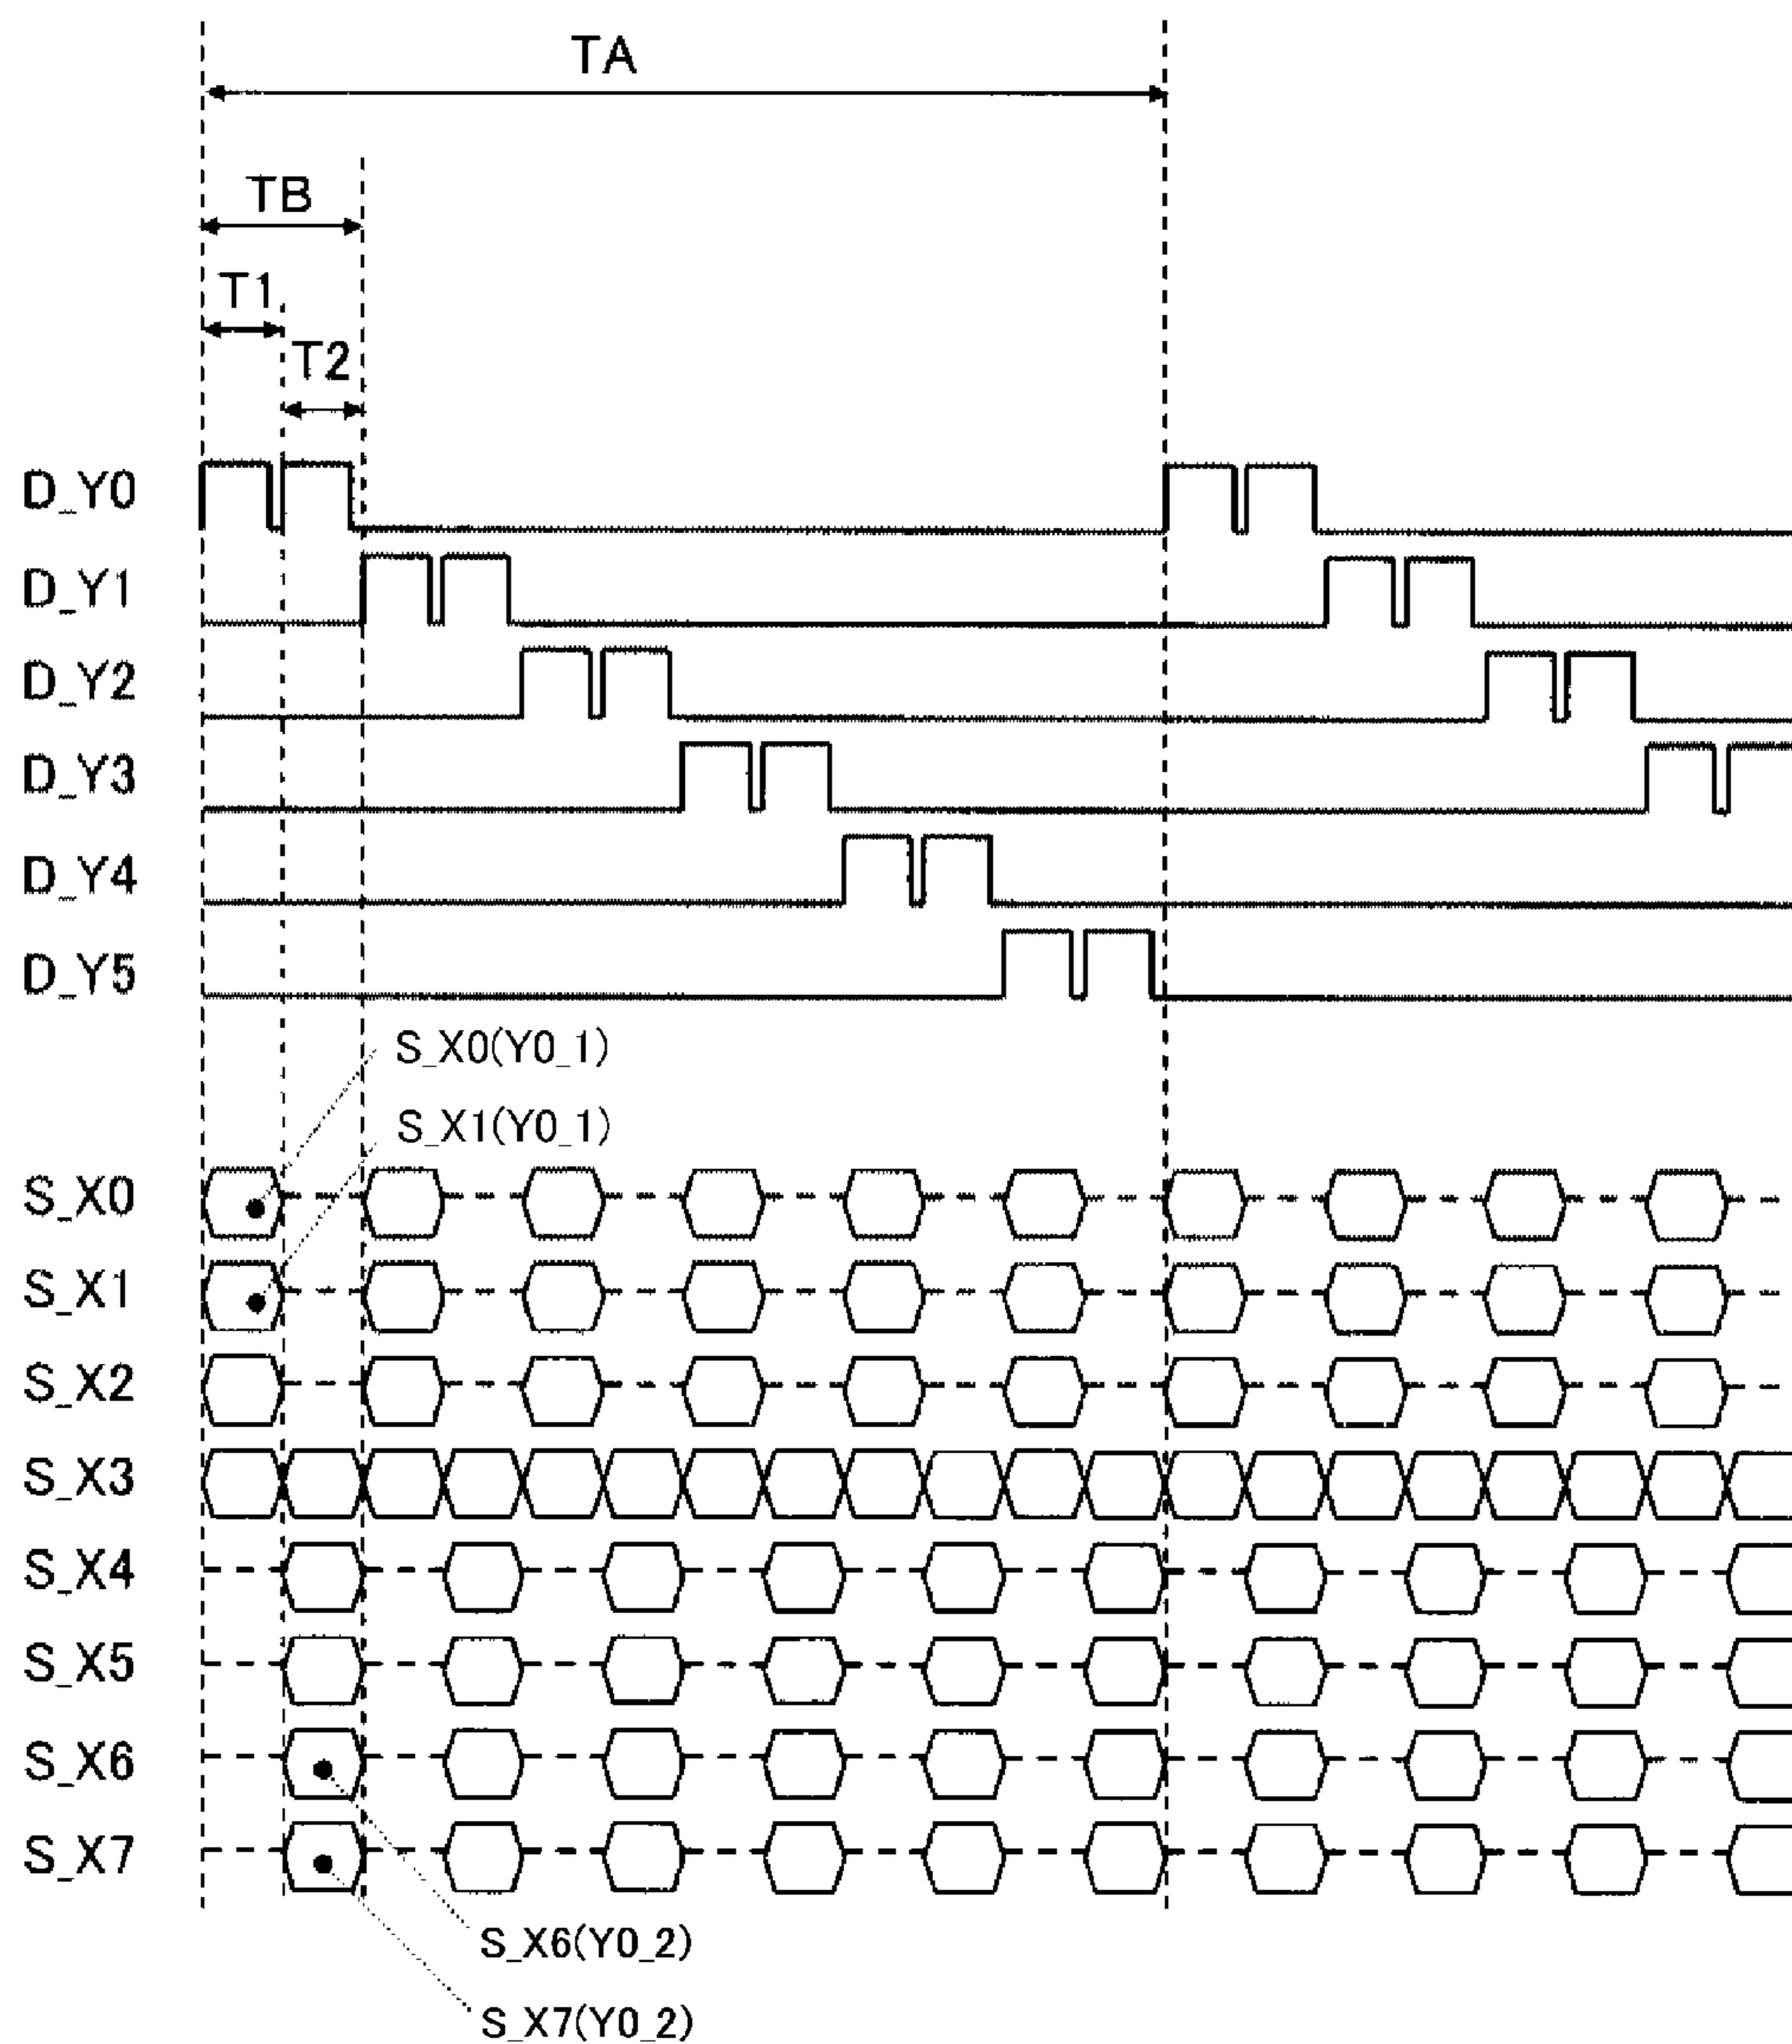 TA
TB
T1
T2
D_Y0
D_Y1
D_Y2
D_Y3
D_Y4
D_Y5
S_X0(Y0_1)
S_X1(Y0_1)
S_X0
S_X1
S_X2
S_X3
S_X4
S_X5
S_X6
S_X7
S_X6(Y0_2)
S_X7(Y0_2)